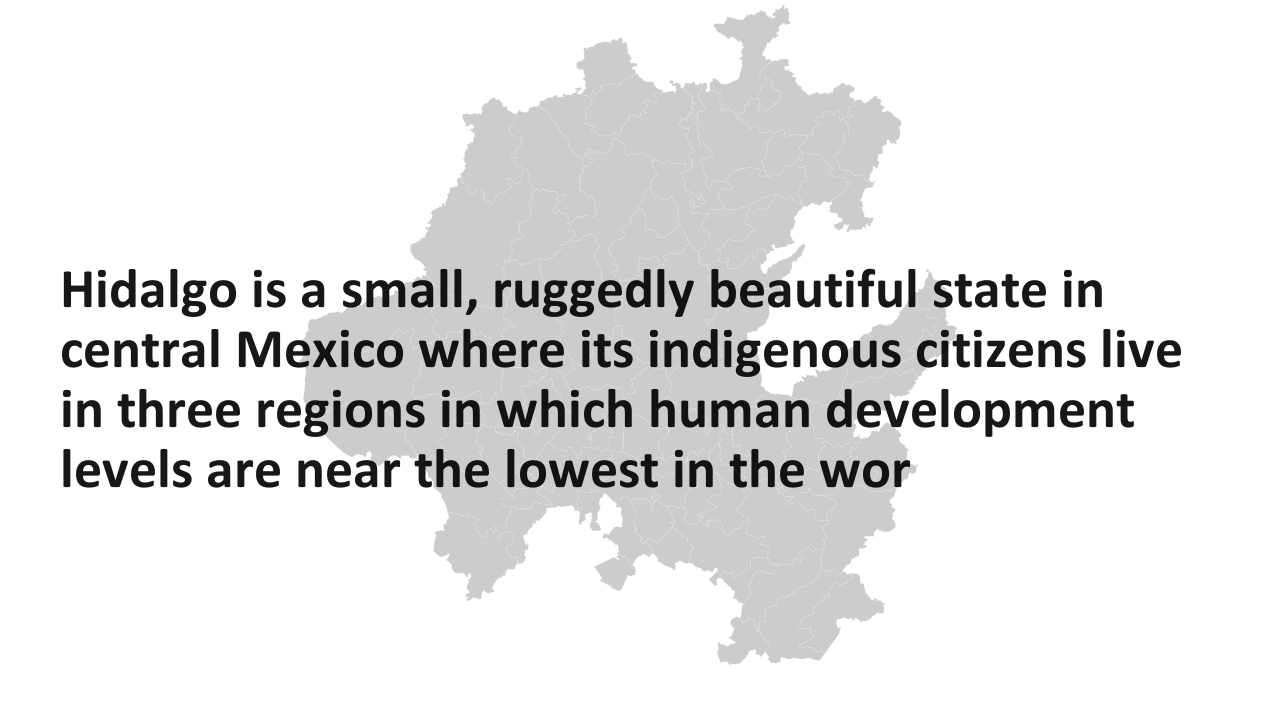 Hidalgo is a small, ruggedly beautiful state in
central Mexico where its indigenous citizens live
in three regions in which human development
levels are near the lowest in the wor